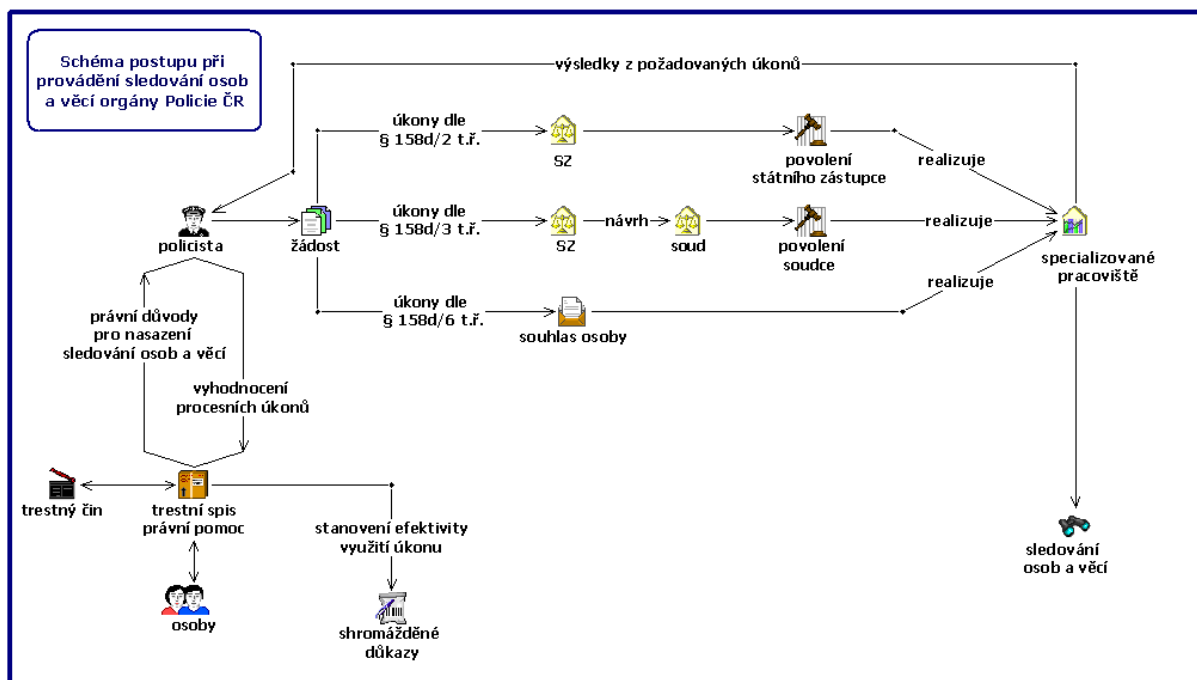 Schéma postupu při
provádění sledování osob
a věcí orgány Policie ČR
výsledky z požadovaných úkonů
úkony dle
§ 158d/2 t.ř.
SZ
povolení
státního zástupce
realizuje
policista
žádost
úkony dle
§ 158d/3 t.ř.
SZ
návrh
soud
povolení
soudce
realizuje
specializované
pracoviště
úkony dle
§ 158d/6 t.ř.
souhlas osoby
realizuje
právní důvody
pro nasazení
sledování osob a věcí
vyhodnocení
procesních úkonů
trestný čin
trestní spis
právní pomoc
stanovení efektivity
využití úkonu
sledování
osob a věcí
osoby
shromážděné
důkazy